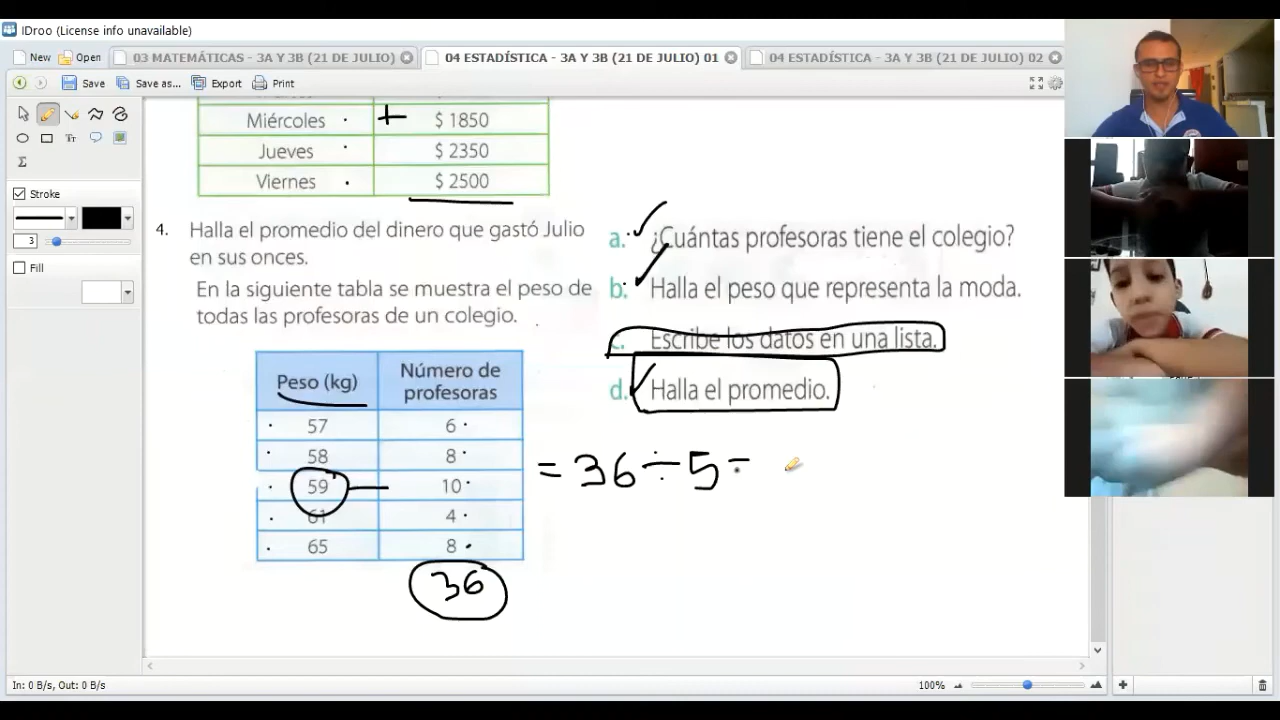 IDroo (License info unavailable)
New Open 03 MATEMÁTICAS - 3A Y 3B (21 DE JULIO) 04 ESTADÍSTICA - 3A Y 3B (21 DE JULIO) 01 04 ESTADÍSTICA - 3A Y 3B (21 DE JULIO) 02
Save Save as... Export Print
Miércoles + $ 1850
Jueves $ 2350
Viernes $ 2500
Stroke
3
Fill
4. Halla el promedio del dinero que gastó Julio
en sus onces.
En la siguiente tabla se muestra el peso de
todas las profesoras de un colegio.
Peso (kg) Número de profesoras
57 6
58 8
59 10
61 4
65 8
36
a. ¿Cuántas profesoras tiene el colegio?
b. Halla el peso que representa la moda.
c. Escribe los datos en una lista.
d. Halla el promedio.
= 36 ÷ 5 =
In: 0 B/s, Out: 0 B/s 100%